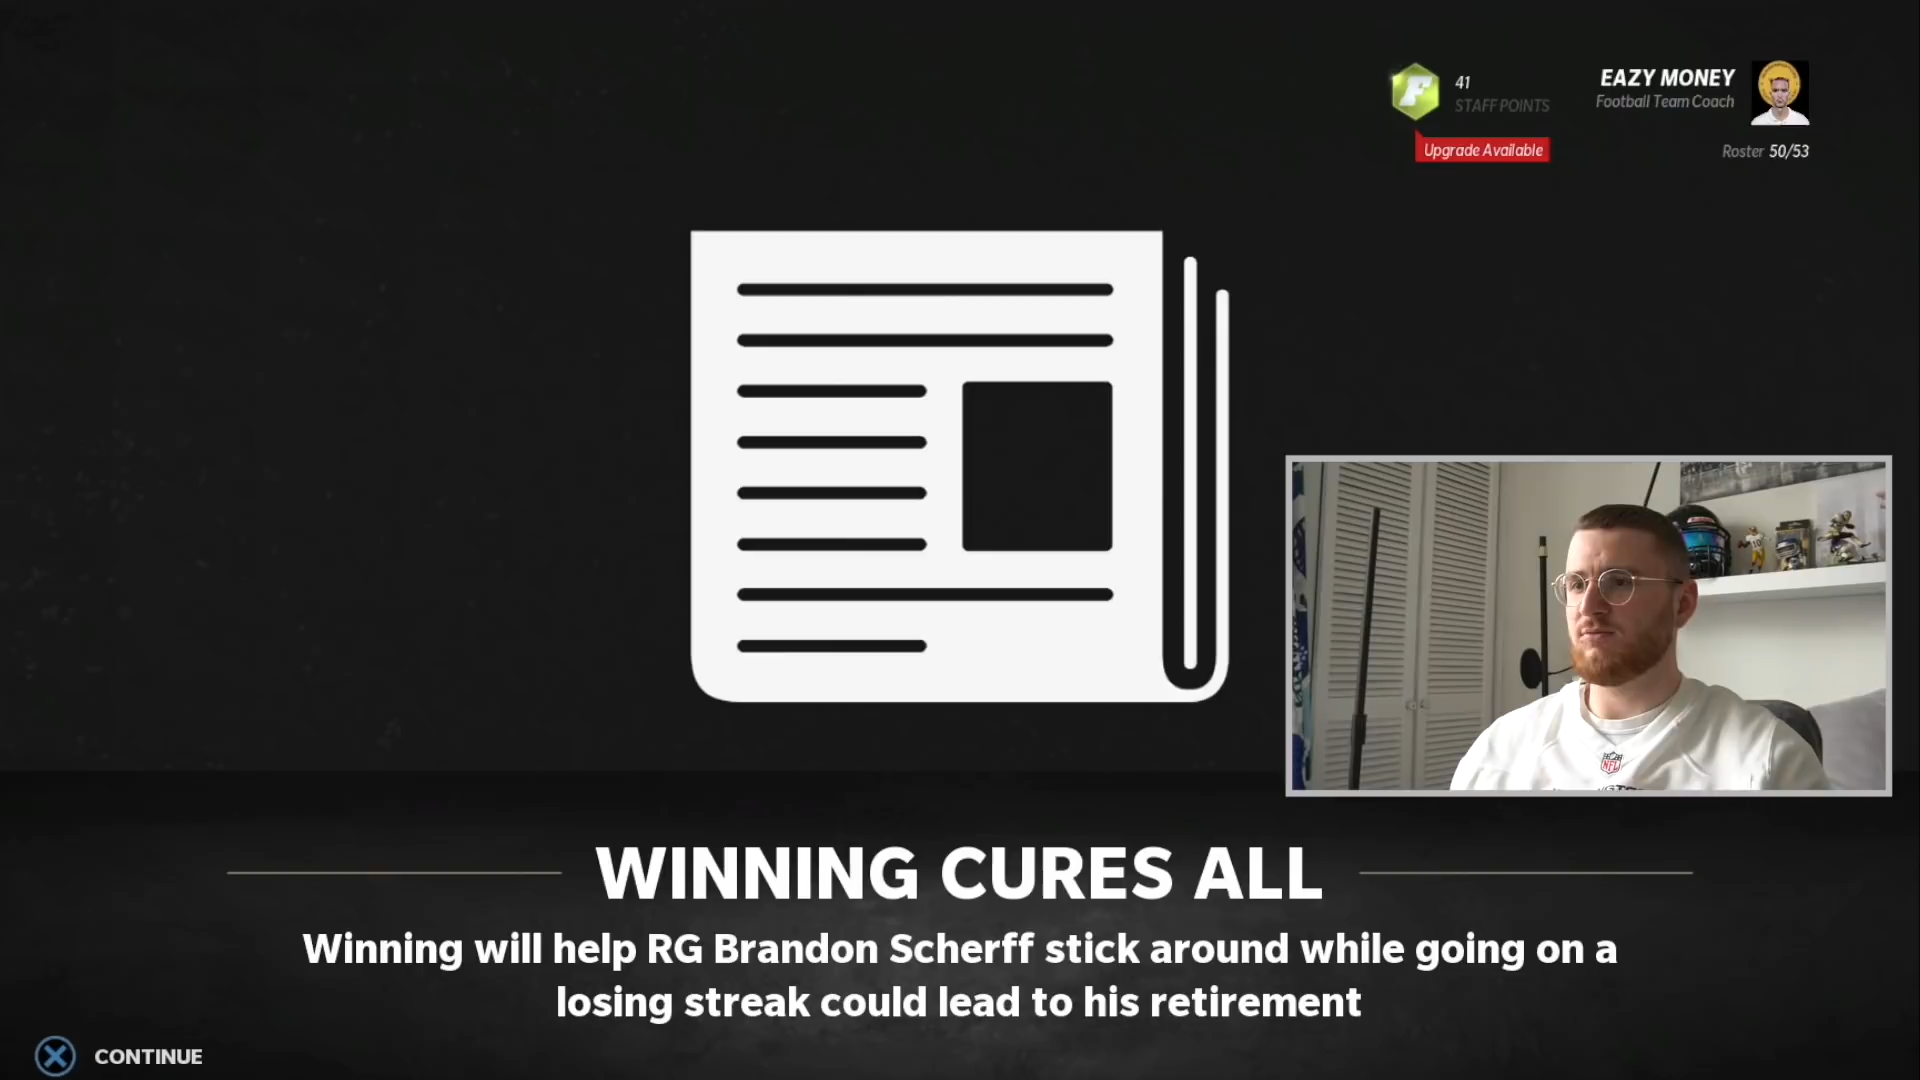 41
STAFF POINTS
Upgrade Available
EAZY MONEY
Football Team Coach
Roster 50/53
NFL
WINNING CURES ALL
Winning will help RG Brandon Scherff stick around while going on a
losing streak could lead to his retirement
CONTINUE